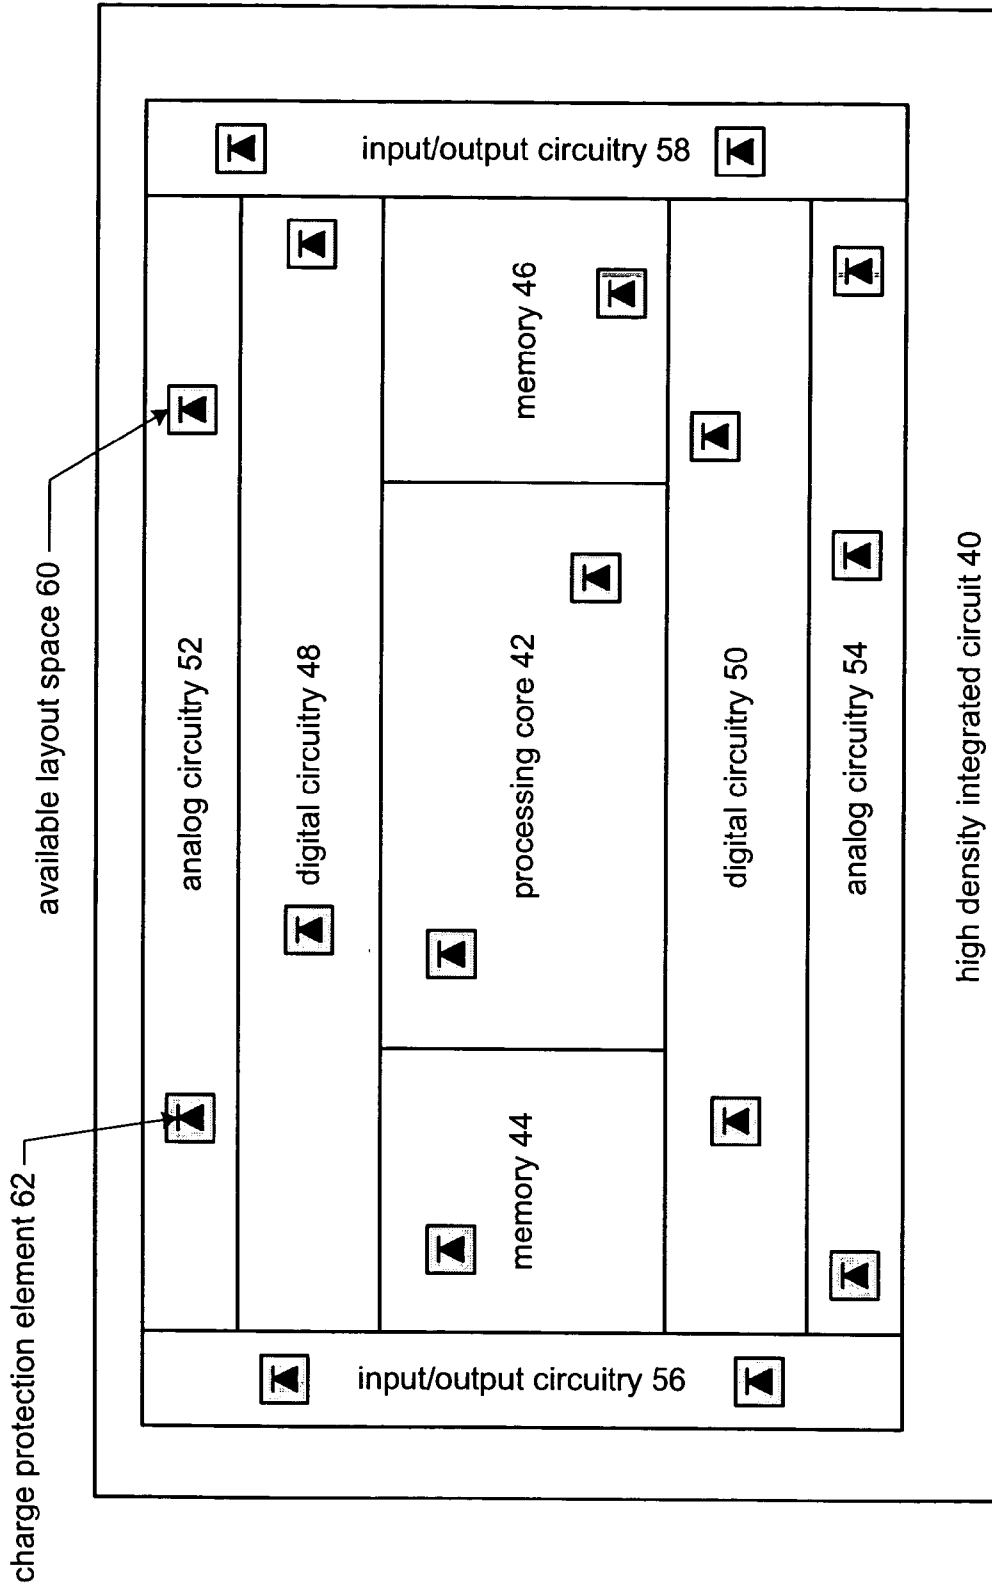 charge protection element 62
available layout space 60
analog circuitry 52
digital circuitry 48
input/output circuitry 56
memory 44
processing core 42
memory 46
input/output circuitry 58
digital circuitry 50
analog circuitry 54
high density integrated circuit 40